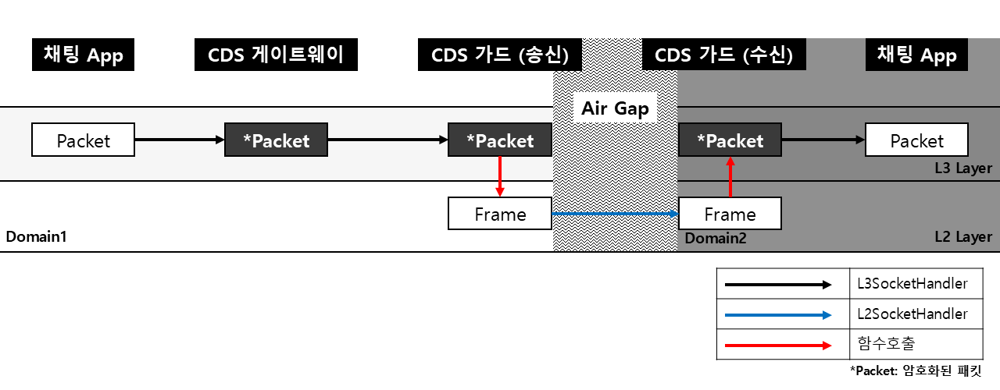 채팅 App
CDS 게이트웨이
CDS 가드 (송신)
CDS 가드 (수신)
채팅 App
Air Gap
Packet
*Packet
*Packet
*Packet
Packet
L3 Layer
Frame
Frame
Domain1
Domain2
L2 Layer
L3SocketHandler
L2SocketHandler
함수호출
*Packet: 암호화된 패킷